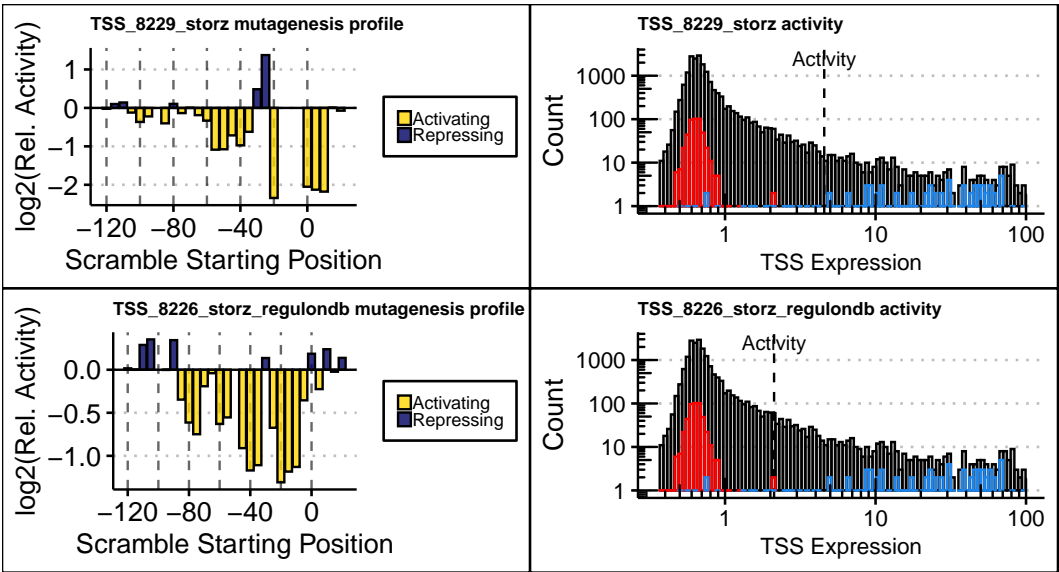 TSS_8229_storz mutagenesis profile
log2(Rel. Activity)
1
0
−1
−2
−120
−80
−40
0
Scramble Starting Position
Activating
Repressing
TSS_8229_storz activity
Activity
Count
1000
100
10
1
1
10
100
TSS Expression
TSS_8226_storz_regulondb mutagenesis profile
log2(Rel. Activity)
0.0
−0.5
−1.0
−120
−80
−40
0
Scramble Starting Position
Activating
Repressing
TSS_8226_storz_regulondb activity
Activity
Count
1000
100
10
1
1
10
100
TSS Expression